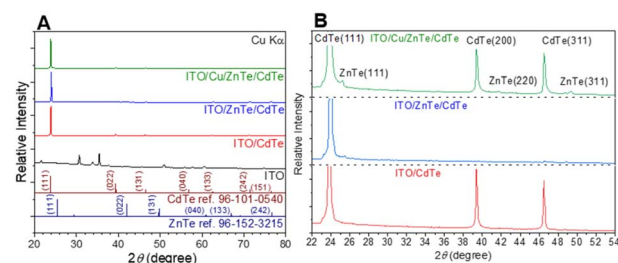 A
Cu Kα
ITO/Cu/ZnTe/CdTe
ITO/ZnTe/CdTe
ITO/CdTe
ITO
(111) (022) (131) (040) (133) (242) (151)
CdTe ref. 96-101-0540
(111) (022) (131) (040) (133) (242)
ZnTe ref. 96-152-3215
Relative Intensity
20 30 40 50 60 70 80
2θ (degree)
B
CdTe(111) ITO/Cu/ZnTe/CdTe CdTe(200) CdTe(311)
ZnTe(111) ZnTe(220) ZnTe(311)
ITO/ZnTe/CdTe
ITO/CdTe
Relative Intensity
22 24 26 28 30 32 34 36 38 40 42 44 46 48 50 52 54
2θ (degree)